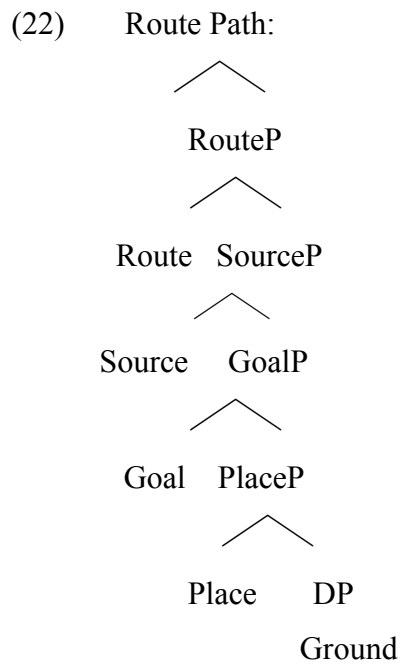 (22) Route Path:
RouteP
Route SourceP
Source GoalP
Goal PlaceP
Place DP
Ground